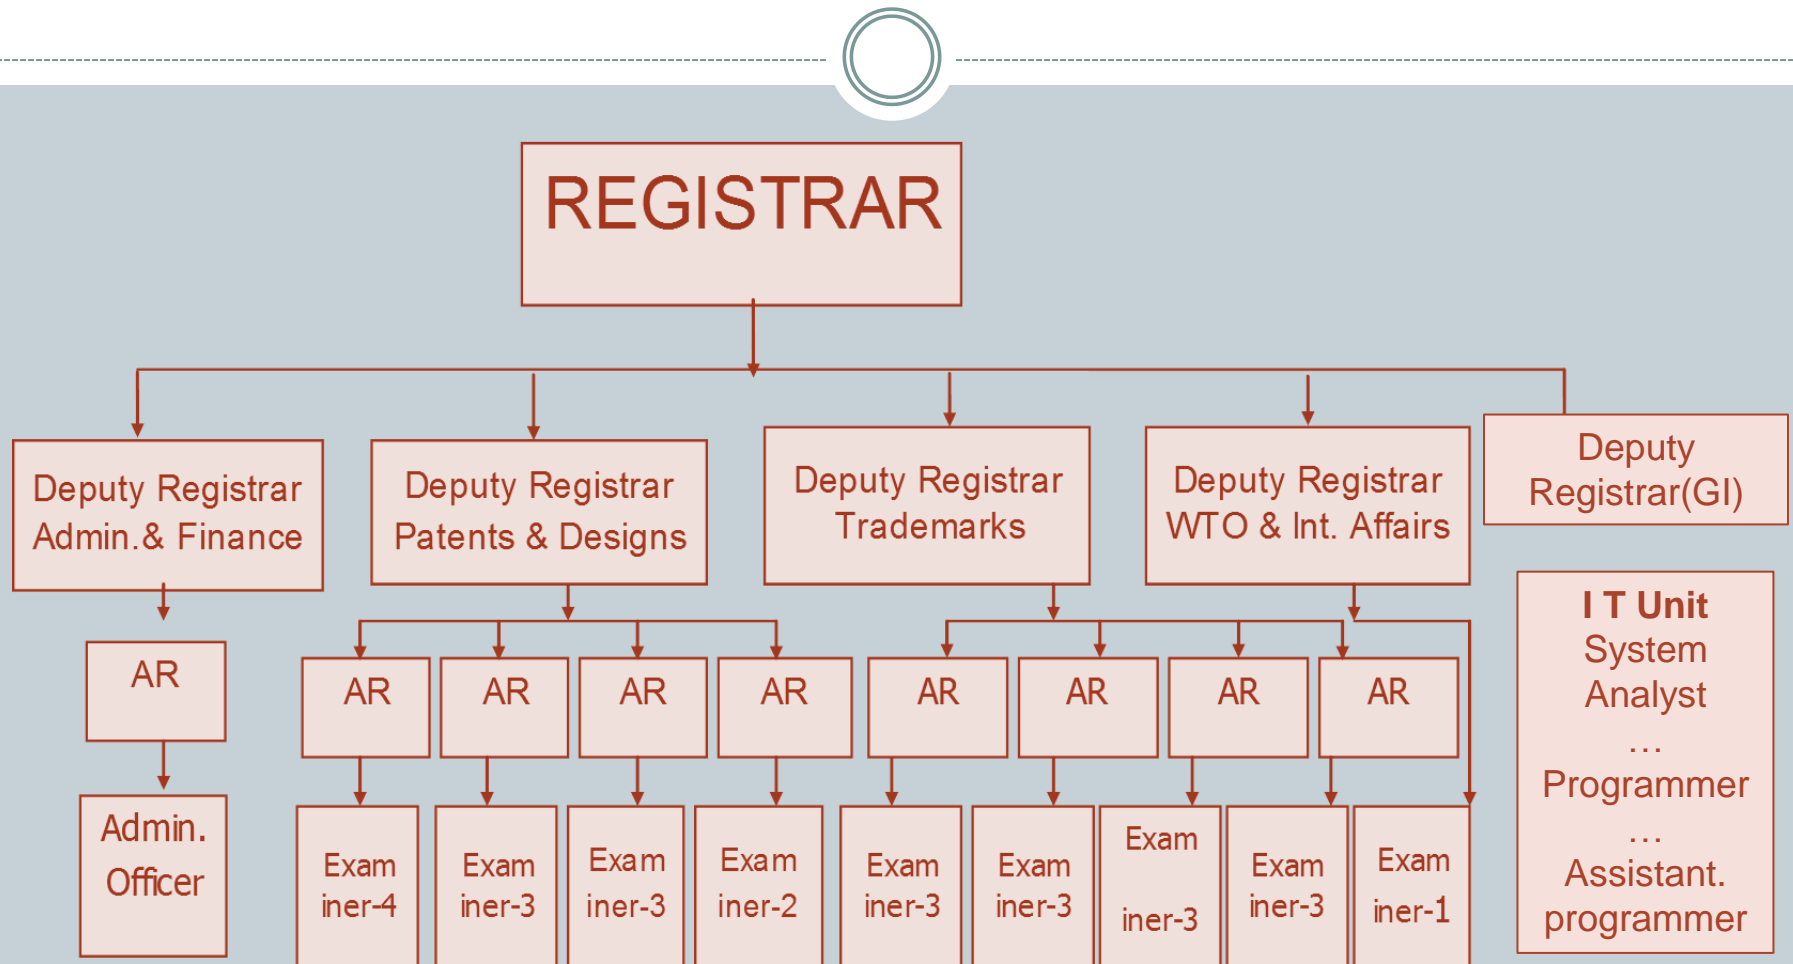 REGISTRAR
Deputy Registrar
Admin.& Finance
Deputy Registrar
Patents & Designs
Deputy Registrar
Trademarks
Deputy Registrar
WTO & Int. Affairs
Deputy
Registrar(GI)
AR
AR
AR
AR
AR
AR
AR
AR
AR
Admin.
Officer
Exam
iner-4
Exam
iner-3
Exam
iner-3
Exam
iner-2
Exam
iner-3
Exam
iner-3
Exam
iner-3
Exam
iner-3
Exam
iner-1
I T Unit
System
Analyst
…
Programmer
…
Assistant.
programmer